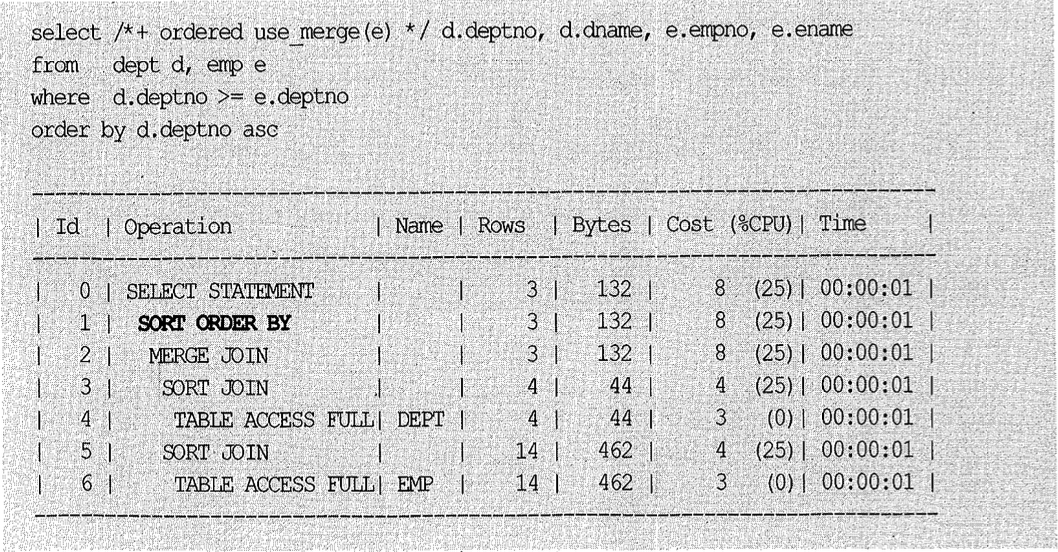 select /*+ ordered use_merge(e) */ d.deptno, d.dname, e.empno, e.ename
from   dept d, emp e
where  d.deptno >= e.deptno
order by d.deptno asc
--------------------------------------------------------------------------
| Id  | Operation            | Name | Rows  | Bytes | Cost (%CPU)| Time     |
--------------------------------------------------------------------------
|   0 | SELECT STATEMENT     |      |     3 |   132 |     8  (25)| 00:00:01 |
|   1 |  SORT ORDER BY       |      |     3 |   132 |     8  (25)| 00:00:01 |
|   2 |   MERGE JOIN         |      |     3 |   132 |     8  (25)| 00:00:01 |
|   3 |    SORT JOIN         |      |     4 |    44 |     4  (25)| 00:00:01 |
|   4 |     TABLE ACCESS FULL| DEPT |     4 |    44 |     3   (0)| 00:00:01 |
|   5 |    SORT JOIN         |      |    14 |   462 |     4  (25)| 00:00:01 |
|   6 |     TABLE ACCESS FULL| EMP  |    14 |   462 |     3   (0)| 00:00:01 |
--------------------------------------------------------------------------